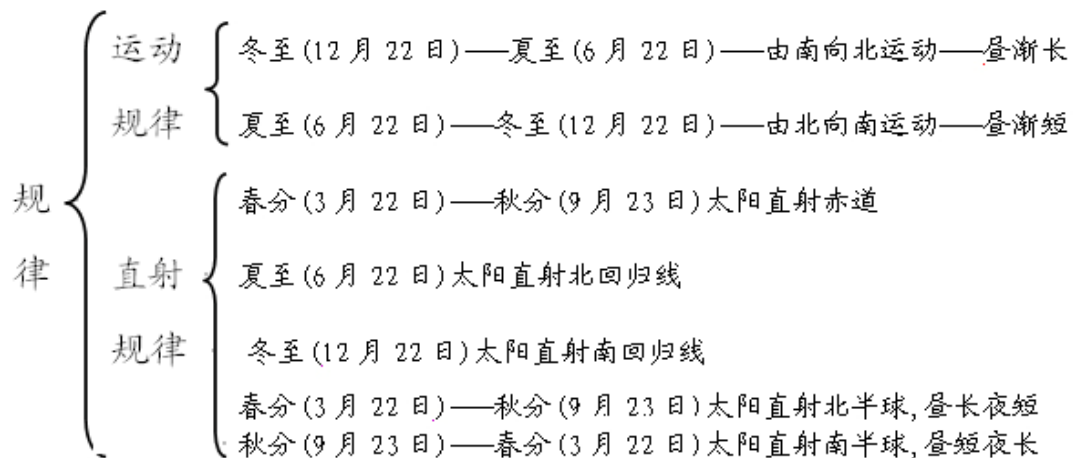 规律
运动规律
冬至(12月22日)——夏至(6月22日)——由南向北运动——昼渐长
夏至(6月22日)——冬至(12月22日)——由北向南运动——昼渐短
直射规律
春分(3月22日)——秋分(9月23日)太阳直射赤道
夏至(6月22日)太阳直射北回归线
冬至(12月22日)太阳直射南回归线
春分(3月22日)——秋分(9月23日)太阳直射北半球,昼长夜短
秋分(9月23日)——春分(3月22日)太阳直射南半球,昼短夜长